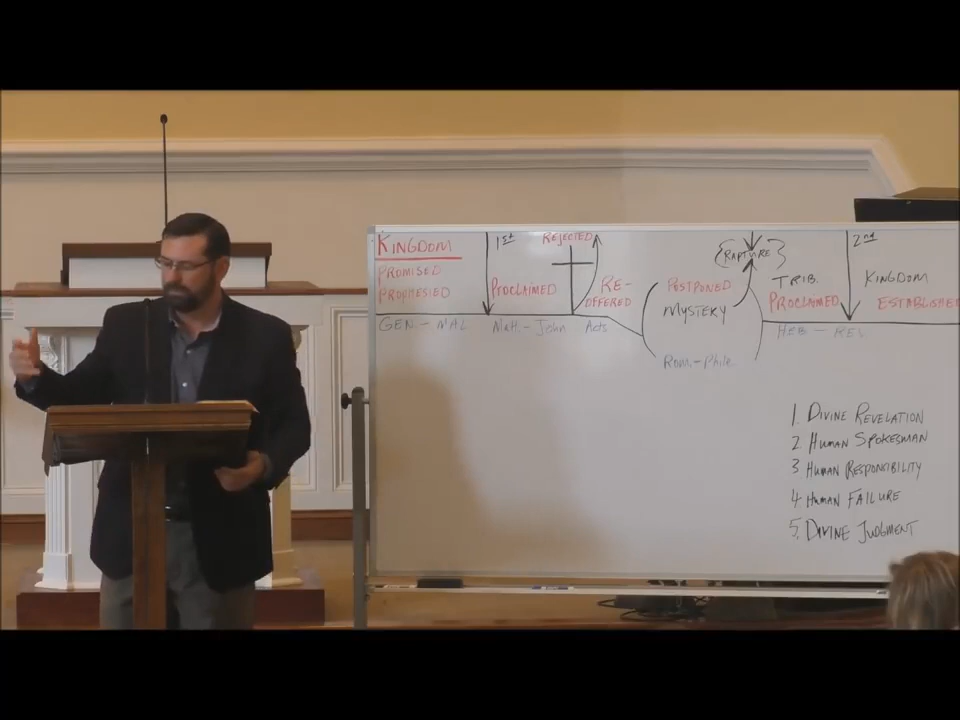 KINGDOM
PROMISED
PROPHESIED
GEN - MAL
1st
PROCLAIMED
Matt. - John
REJECTED
RE-
OFFERED
Acts
POSTPONED
MYSTERY
Rom. - Phile.
{RAPTURE}
TRIB.
PROCLAIMED
HEB - REV.
2nd
KINGDOM
ESTABLISHED
1. DIVINE REVELATION
2. HUMAN SPOKESMAN
3 HUMAN RESPONSIBILITY
4 HUMAN FAILURE
5. DIVINE JUDGMENT